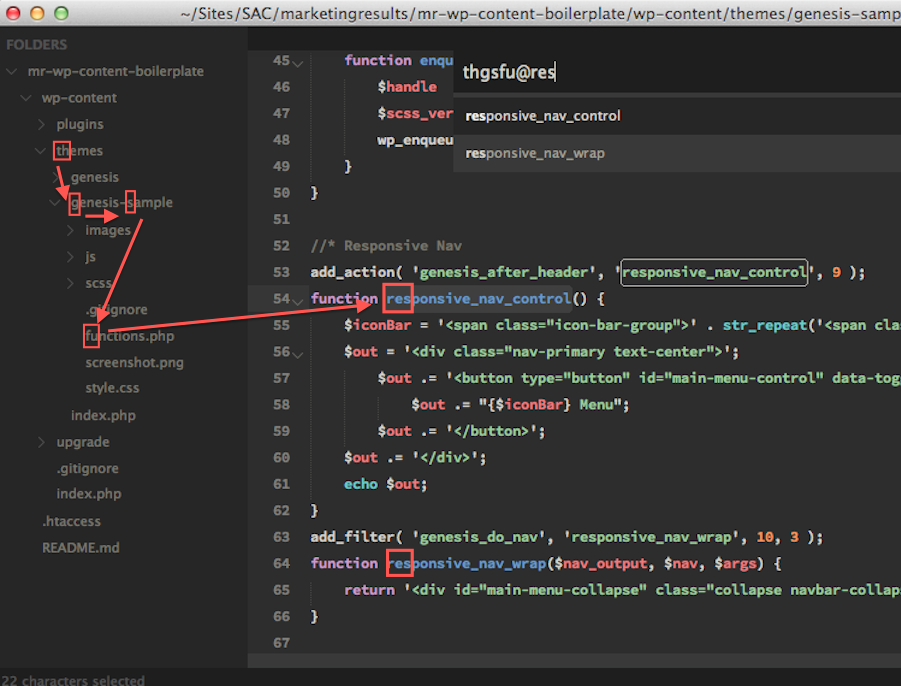 ~/Sites/SAC/marketingresults/mr-wp-content-boilerplate/wp-content/themes/genesis-samp
FOLDERS
mr-wp-content-boilerplate
wp-content
plugins
themes
genesis
genesis-sample
images
js
scss
.gitignore
functions.php
screenshot.png
style.css
index.php
upgrade
.gitignore
index.php
.htaccess
README.md
thgsfu@res
responsive_nav_control
responsive_nav_wrap
45 function enqu
46 $handle
47 $scss_ver
48 wp_enqueu
49 }
50 }
51
52 //* Responsive Nav
53 add_action( 'genesis_after_header', 'responsive_nav_control', 9 );
54 function responsive_nav_control() {
55 $iconBar = '<span class="icon-bar-group">' . str_repeat('<span cla
56 $out = '<div class="nav-primary text-center">';
57 $out .= '<button type="button" id="main-menu-control" data-tog
58 $out .= "{$iconBar} Menu";
59 $out .= '</button>';
60 $out .= '</div>';
61 echo $out;
62 }
63 add_filter( 'genesis_do_nav', 'responsive_nav_wrap', 10, 3 );
64 function responsive_nav_wrap($nav_output, $nav, $args) {
65 return '<div id="main-menu-collapse" class="collapse navbar-collap
66 }
67
22 characters selected